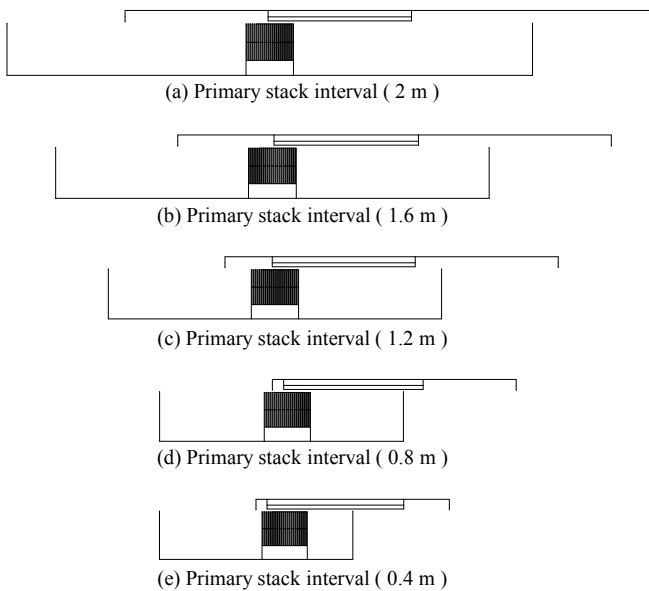 (a) Primary stack interval ( 2 m )
(b) Primary stack interval ( 1.6 m )
(c) Primary stack interval ( 1.2 m )
(d) Primary stack interval ( 0.8 m )
(e) Primary stack interval ( 0.4 m )